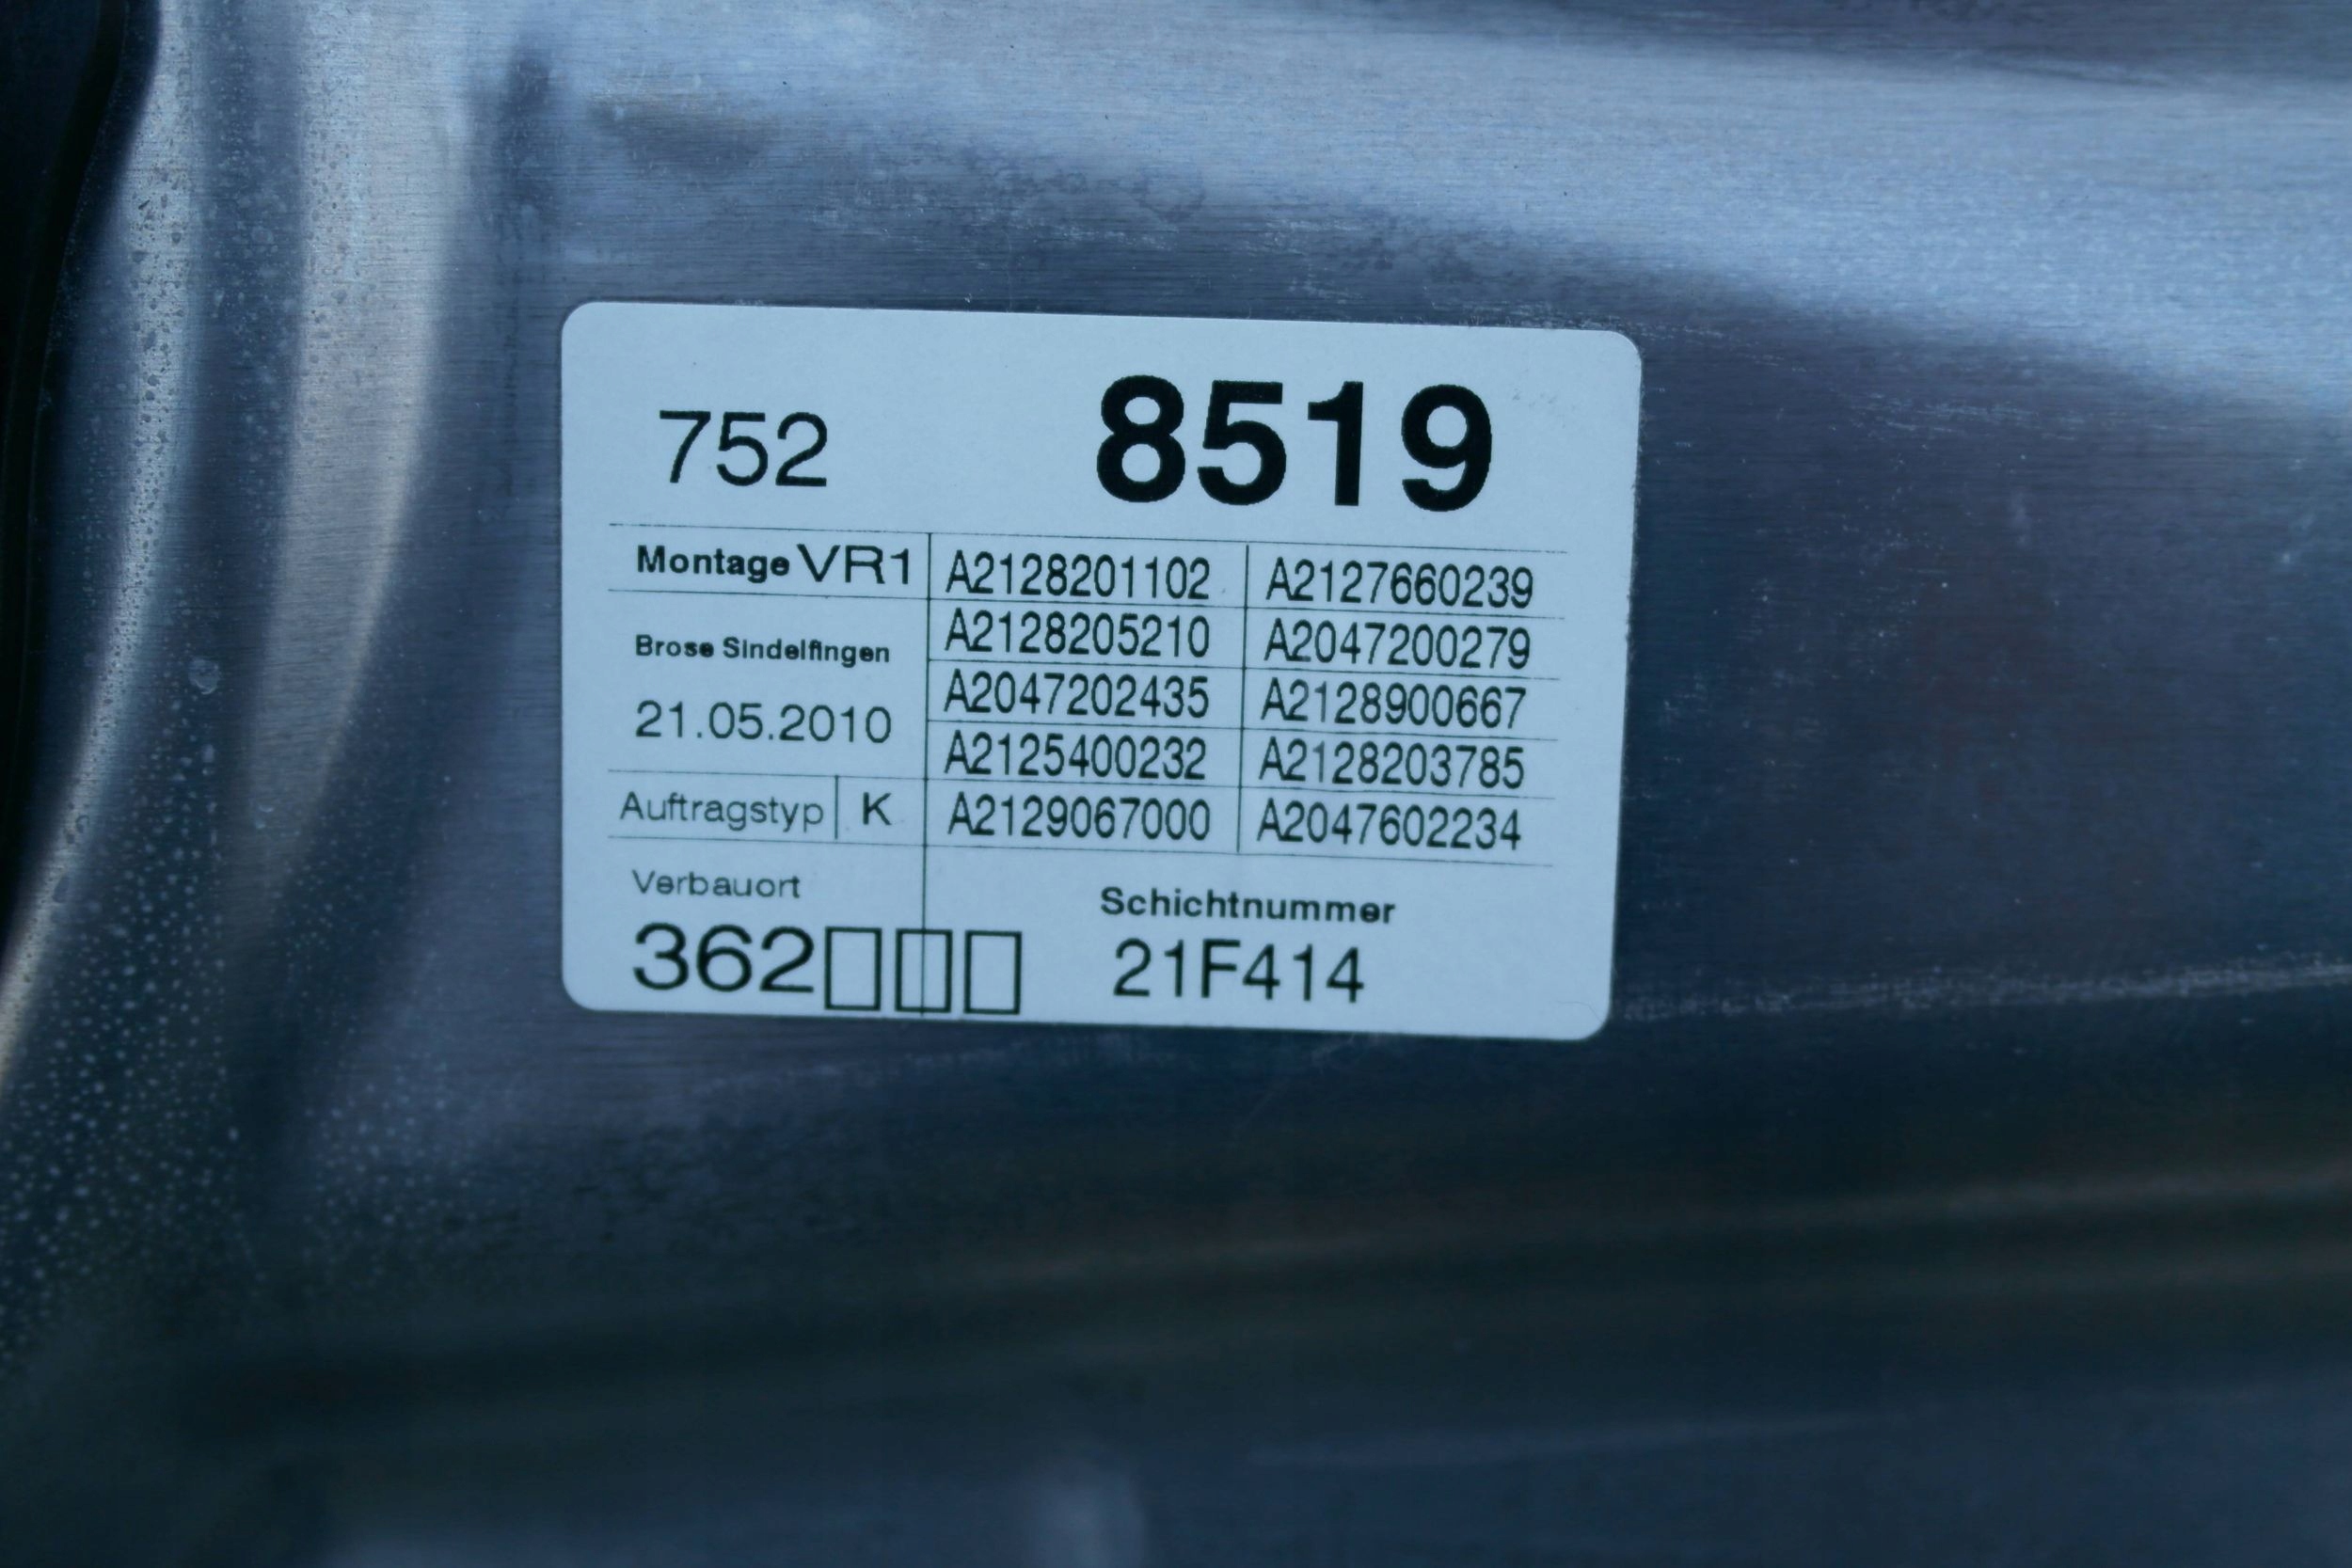 752 8519
Montage VR1 A2128201102 A2127660239
A2128205210 A2047200279
Brose Sindelfingen
A2047202435 A2128900667
21.05.2010
A2125400232 A2128203785
Auftragstyp K A2129067000 A2047602234
Verbauort Schichtnummer
362▯▯▯ 21F414